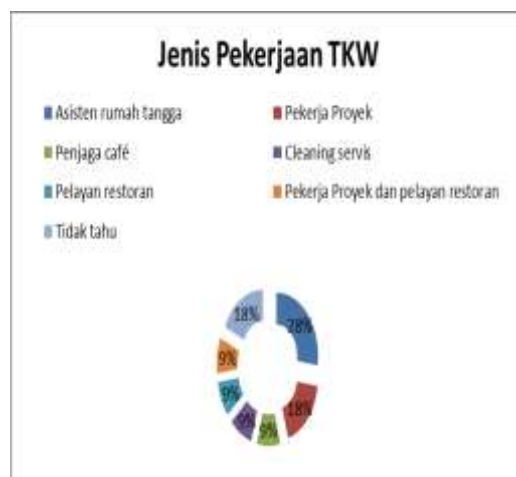 Jenis Pekerjaan TKW
Asisten rumah tangga
Pekerja Proyek
Penjaga café
Cleaning servis
Pelayan restoran
Pekerja Proyek dan pelayan restoran
Tidak tahu
18%
28%
9%
9%
9%
9%
18%